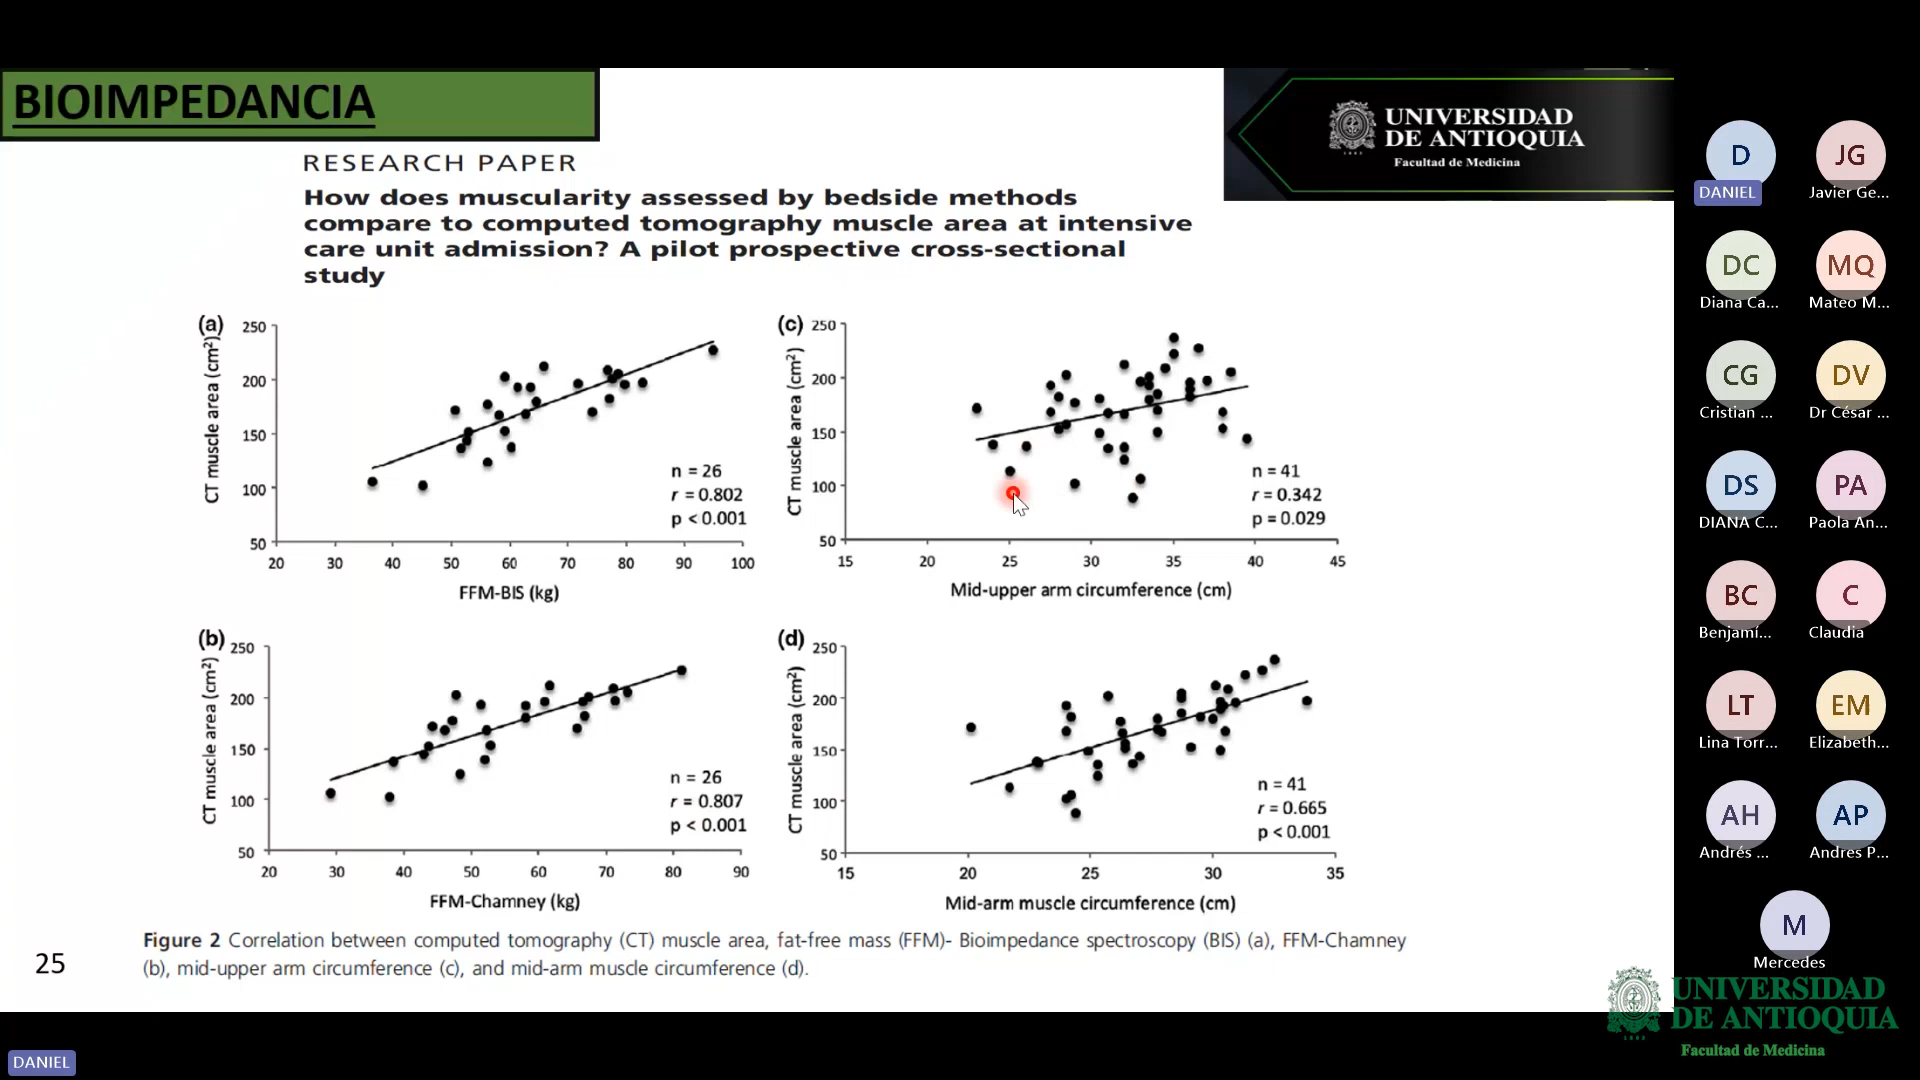 BIOIMPEDANCIA
UNIVERSIDAD
DE ANTIOQUIA
Facultad de Medicina
RESEARCH PAPER
How does muscularity assessed by bedside methods
compare to computed tomography muscle area at intensive
care unit admission? A pilot prospective cross-sectional
study
(a)
CT muscle area (cm²)
250
200
150
100
50
20 30 40 50 60 70 80 90 100
FFM-BIS (kg)
n = 26
r = 0.802
p < 0.001
(c)
CT muscle area (cm²)
250
200
150
100
50
15 20 25 30 35 40 45
Mid-upper arm circumference (cm)
n = 41
r = 0.342
p = 0.029
(b)
CT muscle area (cm²)
250
200
150
100
50
20 30 40 50 60 70 80 90
FFM-Chamney (kg)
n = 26
r = 0.807
p < 0.001
(d)
CT muscle area (cm²)
250
200
150
100
50
15 20 25 30 35
Mid-arm muscle circumference (cm)
n = 41
r = 0.665
p < 0.001
Figure 2 Correlation between computed tomography (CT) muscle area, fat-free mass (FFM)- Bioimpedance spectroscopy (BIS) (a), FFM-Chamney
(b), mid-upper arm circumference (c), and mid-arm muscle circumference (d).
25
D
DANIEL
JG
Javier Ge...
DC
Diana Ca...
MQ
Mateo M...
CG
Cristian ...
DV
Dr César ...
DS
DIANA C...
PA
Paola An...
BC
Benjamí...
C
Claudia
LT
Lina Torr...
EM
Elizabeth...
AH
Andrés ...
AP
Andres P...
M
Mercedes
UNIVERSIDAD
DE ANTIOQUIA
Facultad de Medicina
DANIEL